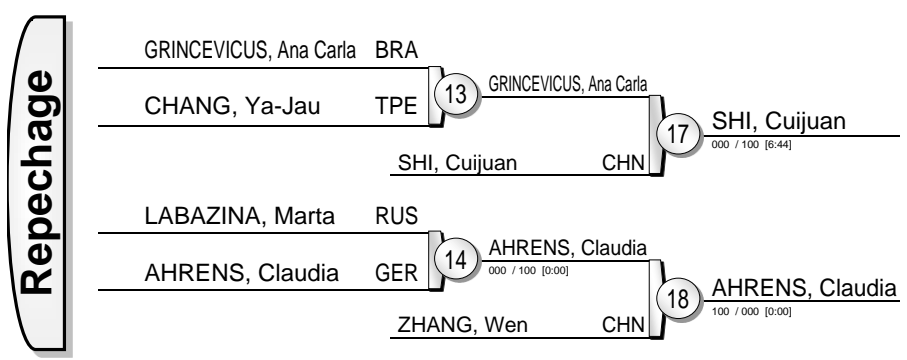 Repechage
GRINCEVICUS, Ana Carla BRA
CHANG, Ya-Jau TPE
13
GRINCEVICUS, Ana Carla
SHI, Cuijuan CHN
17
SHI, Cuijuan
000 / 100 [6:44]
LABAZINA, Marta RUS
AHRENS, Claudia GER
14
AHRENS, Claudia
000 / 100 [0:00]
ZHANG, Wen CHN
18
AHRENS, Claudia
100 / 000 [0:00]